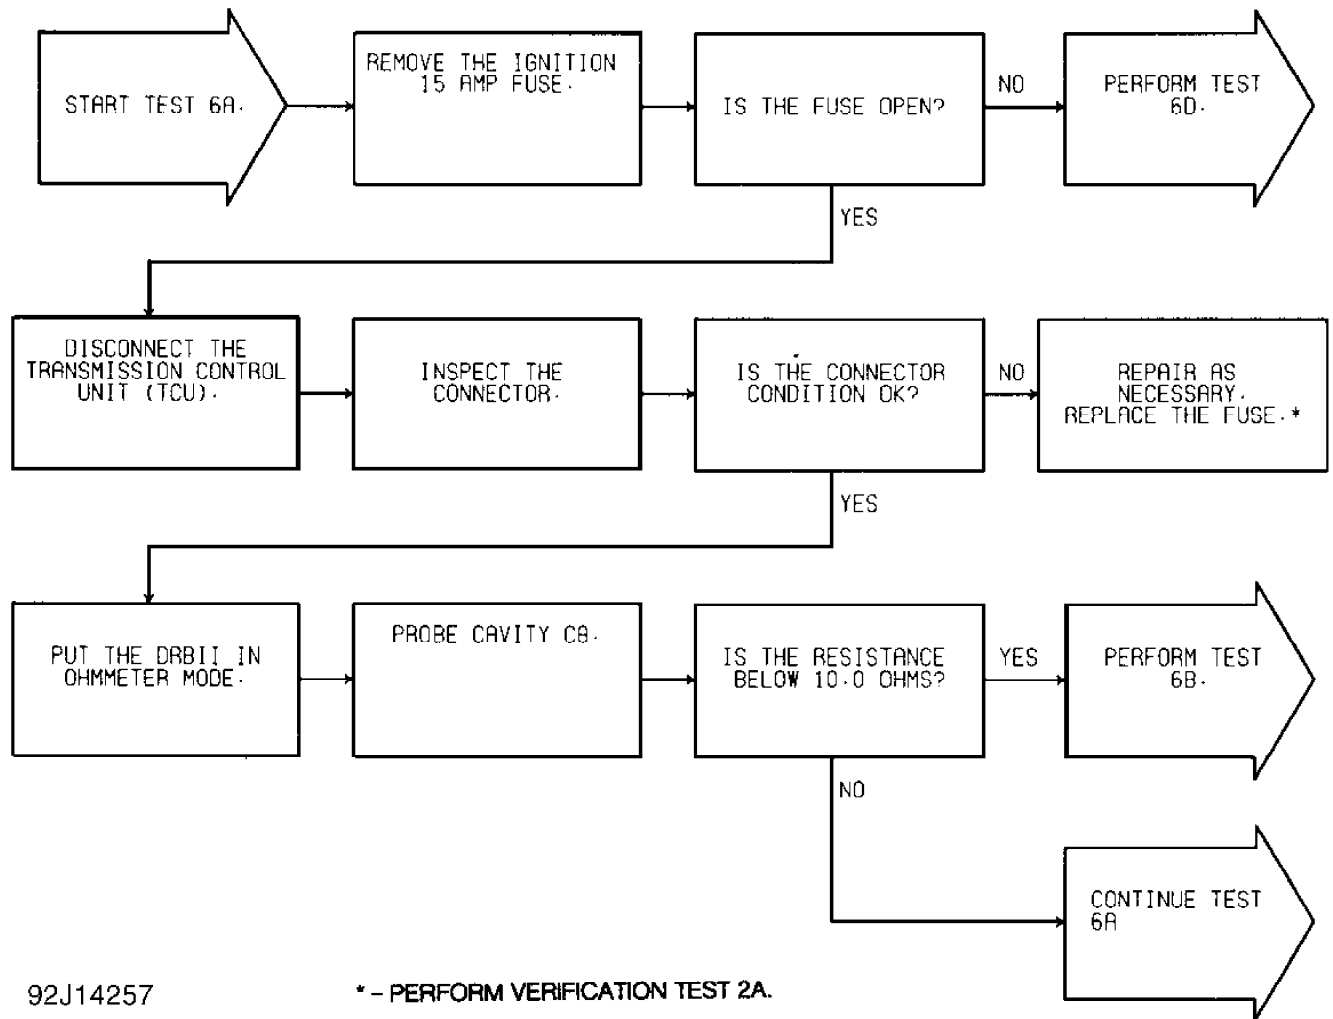 START TEST 6A.
REMOVE THE IGNITION
15 AMP FUSE.
IS THE FUSE OPEN?
NO
PERFORM TEST
6D.
YES
DISCONNECT THE
TRANSMISSION CONTROL
UNIT (TCU).
INSPECT THE
CONNECTOR.
IS THE CONNECTOR
CONDITION OK?
NO
REPAIR AS
NECESSARY.
REPLACE THE FUSE.*
YES
PUT THE DRBII IN
OHMMETER MODE.
PROBE CAVITY C8.
IS THE RESISTANCE
BELOW 10.0 OHMS?
YES
PERFORM TEST
6B.
NO
CONTINUE TEST
6A
92J14257
* – PERFORM VERIFICATION TEST 2A.